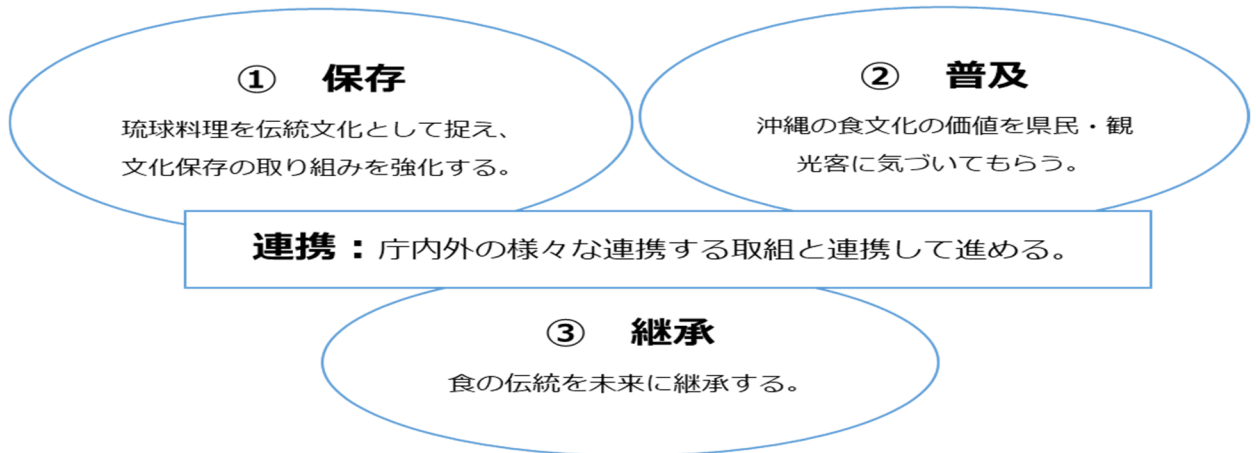 ① 保存
琉球料理を伝統文化として捉え、
文化保存の取り組みを強化する。
② 普及
沖縄の食文化の価値を県民・観
光客に気づいてもらう。
連携：庁内外の様々な連携する取組と連携して進める。
③ 継承
食の伝統を未来に継承する。